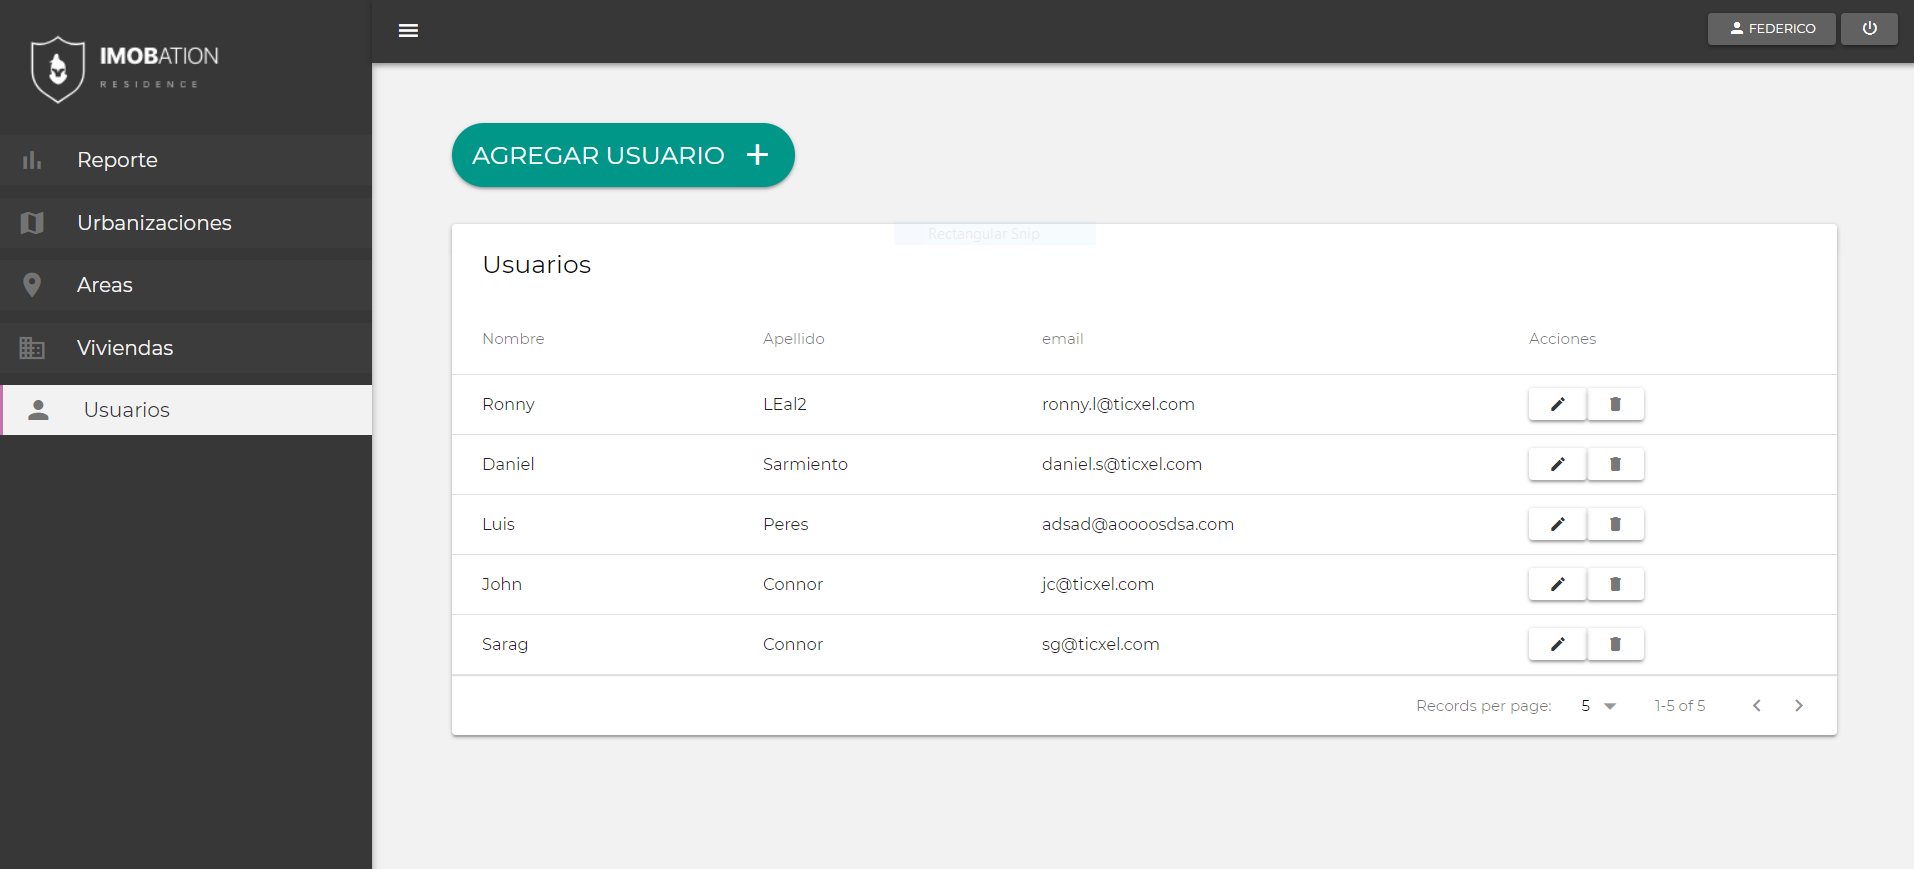 IMOBATION
RESIDENCE
FEDERICO
Reporte
Urbanizaciones
Areas
Viviendas
Usuarios
AGREGAR USUARIO +
Rectangular Snip
Usuarios
Nombre Apellido email Acciones
Ronny LEal2 ronny.l@ticxel.com
Daniel Sarmiento daniel.s@ticxel.com
Luis Peres adsad@aoooosdsa.com
John Connor jc@ticxel.com
Sarag Connor sg@ticxel.com
Records per page: 5 1-5 of 5